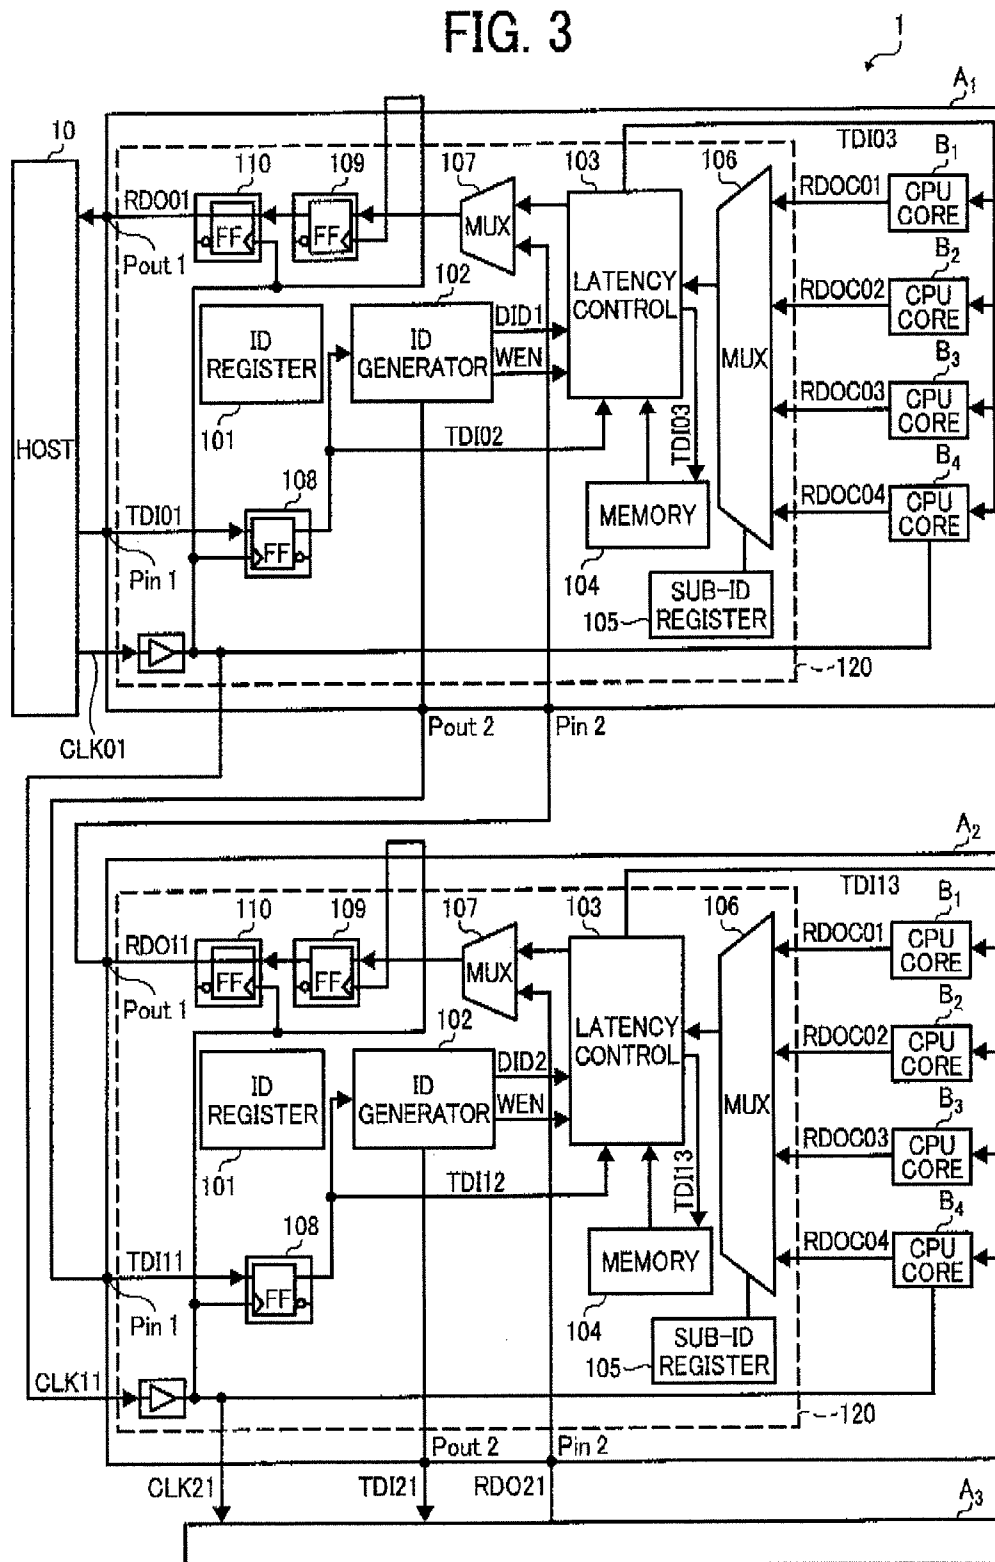 FIG. 3
1
A1
10
TDI03
B1
110
109
107
103
106
RDO01
RDOC01
CPU
CORE
FF
FF
MUX
Pout 1
102
LATENCY
CONTROL
B2
RDOC02
CPU
CORE
ID
REGISTER
ID
GENERATOR
DID1
WEN
MUX
B3
RDOC03
CPU
CORE
101
TDI02
TDI03
HOST
B4
108
RDOC04
CPU
CORE
TDI01
FF
MEMORY
Pin 1
104
SUB-ID
REGISTER
105
120
CLK01
Pout 2
Pin 2
A2
TDI13
B1
110
109
107
103
106
RDO11
RDOC01
CPU
CORE
FF
FF
MUX
Pout 1
102
LATENCY
CONTROL
B2
RDOC02
CPU
CORE
ID
REGISTER
ID
GENERATOR
DID2
WEN
MUX
B3
RDOC03
CPU
CORE
101
TDI12
TDI13
B4
108
RDOC04
CPU
CORE
TDI11
FF
MEMORY
Pin 1
104
SUB-ID
REGISTER
105
CLK11
120
Pout 2
Pin 2
CLK21
TDI21
RDO21
A3